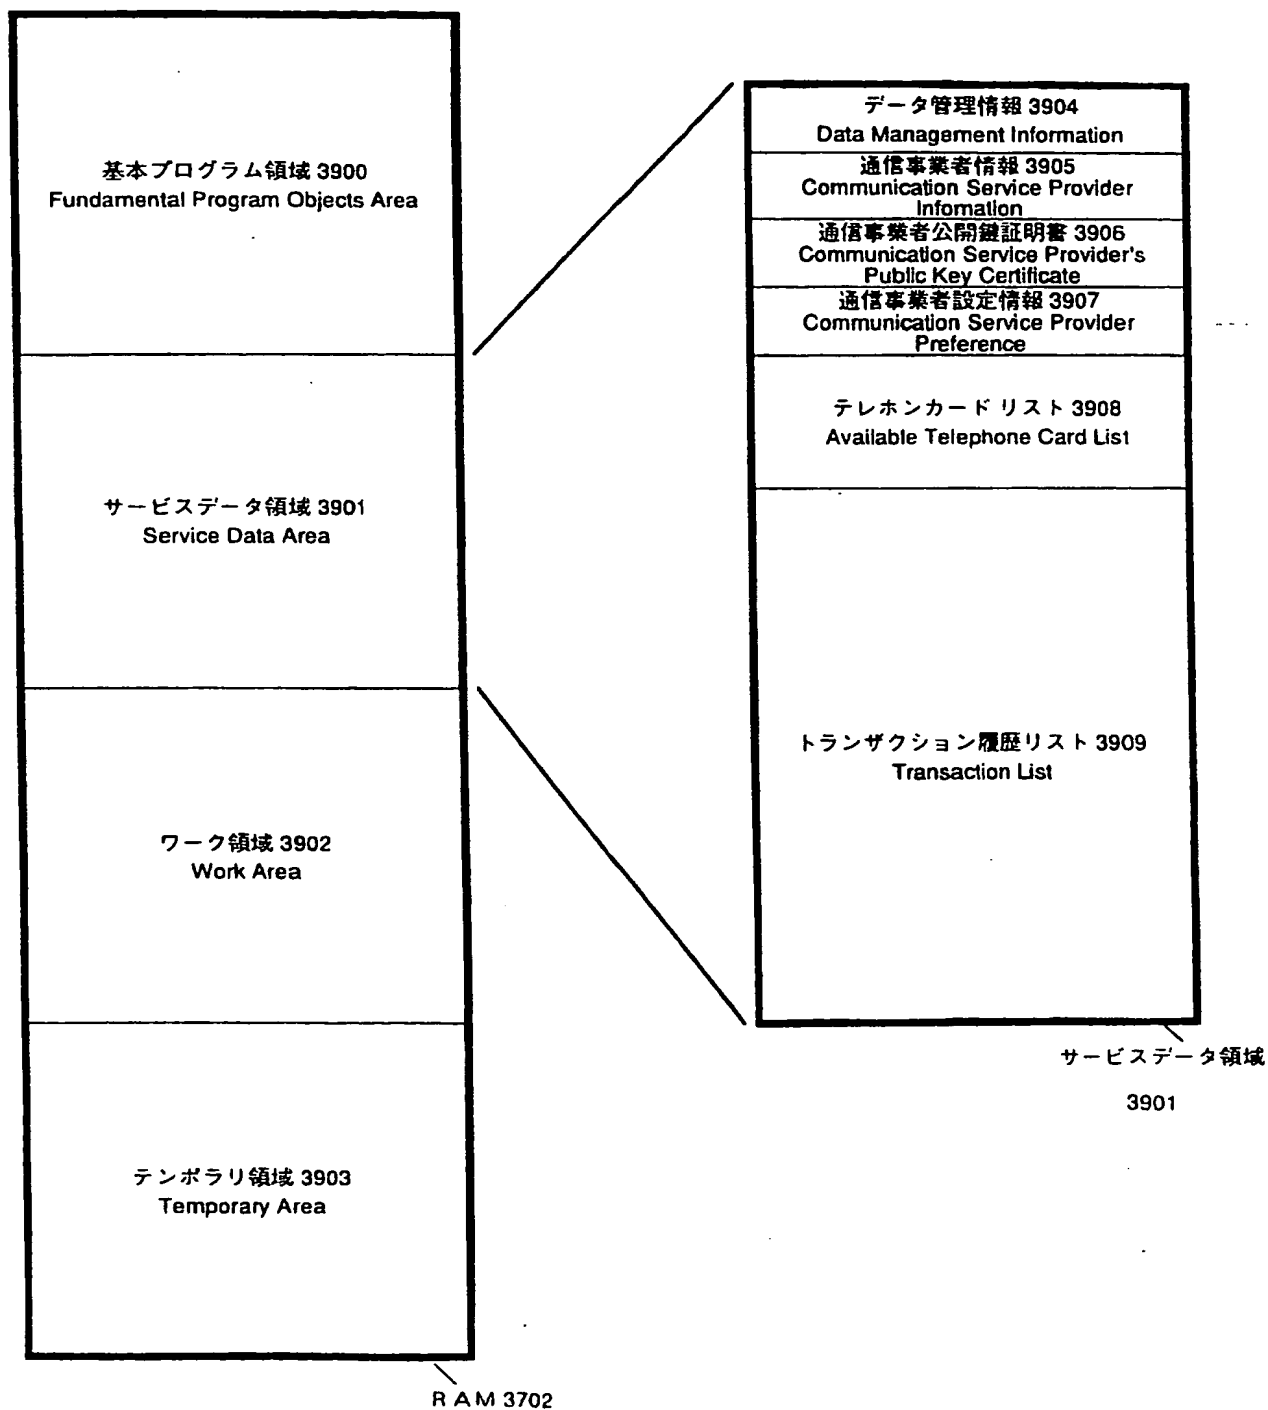 基本プログラム領域 3900
Fundamental Program Objects Area
サービスデータ領域 3901
Service Data Area
ワーク領域 3902
Work Area
テンポラリ領域 3903
Temporary Area
RAM 3702
データ管理情報 3904
Data Management Information
通信事業者情報 3905
Communication Service Provider
Infomation
通信事業者公開鍵証明書 3906
Communication Service Provider's
Public Key Certificate
通信事業者設定情報 3907
Communication Service Provider
Preference
テレホンカード リスト 3908
Available Telephone Card List
トランザクション履歴リスト 3909
Transaction List
サービスデータ領域
3901